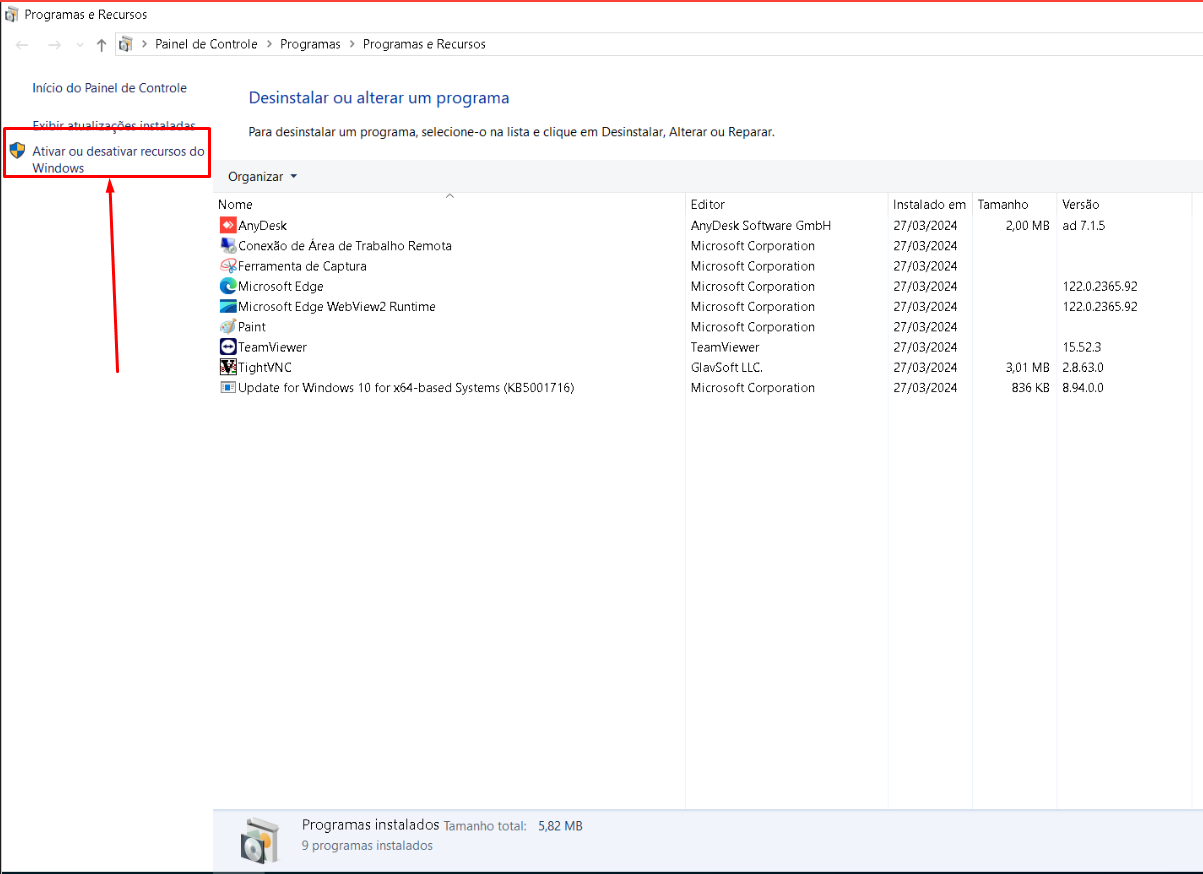 Programas e Recursos
Painel de Controle > Programas > Programas e Recursos
Início do Painel de Controle
Exibir atualizações instaladas
Ativar ou desativar recursos do
Windows
Desinstalar ou alterar um programa
Para desinstalar um programa, selecione-o na lista e clique em Desinstalar, Alterar ou Reparar.
Organizar
Nome Editor Instalado em Tamanho Versão
AnyDesk AnyDesk Software GmbH 27/03/2024 2,00 MB ad 7.1.5
Conexão de Área de Trabalho Remota Microsoft Corporation 27/03/2024
Ferramenta de Captura Microsoft Corporation 27/03/2024
Microsoft Edge Microsoft Corporation 27/03/2024 122.0.2365.92
Microsoft Edge WebView2 Runtime Microsoft Corporation 27/03/2024 122.0.2365.92
Paint Microsoft Corporation 27/03/2024
TeamViewer TeamViewer 27/03/2024 15.52.3
TightVNC GlavSoft LLC. 27/03/2024 3,01 MB 2.8.63.0
Update for Windows 10 for x64-based Systems (KB5001716) Microsoft Corporation 27/03/2024 836 KB 8.94.0.0
Programas instalados Tamanho total: 5,82 MB
9 programas instalados